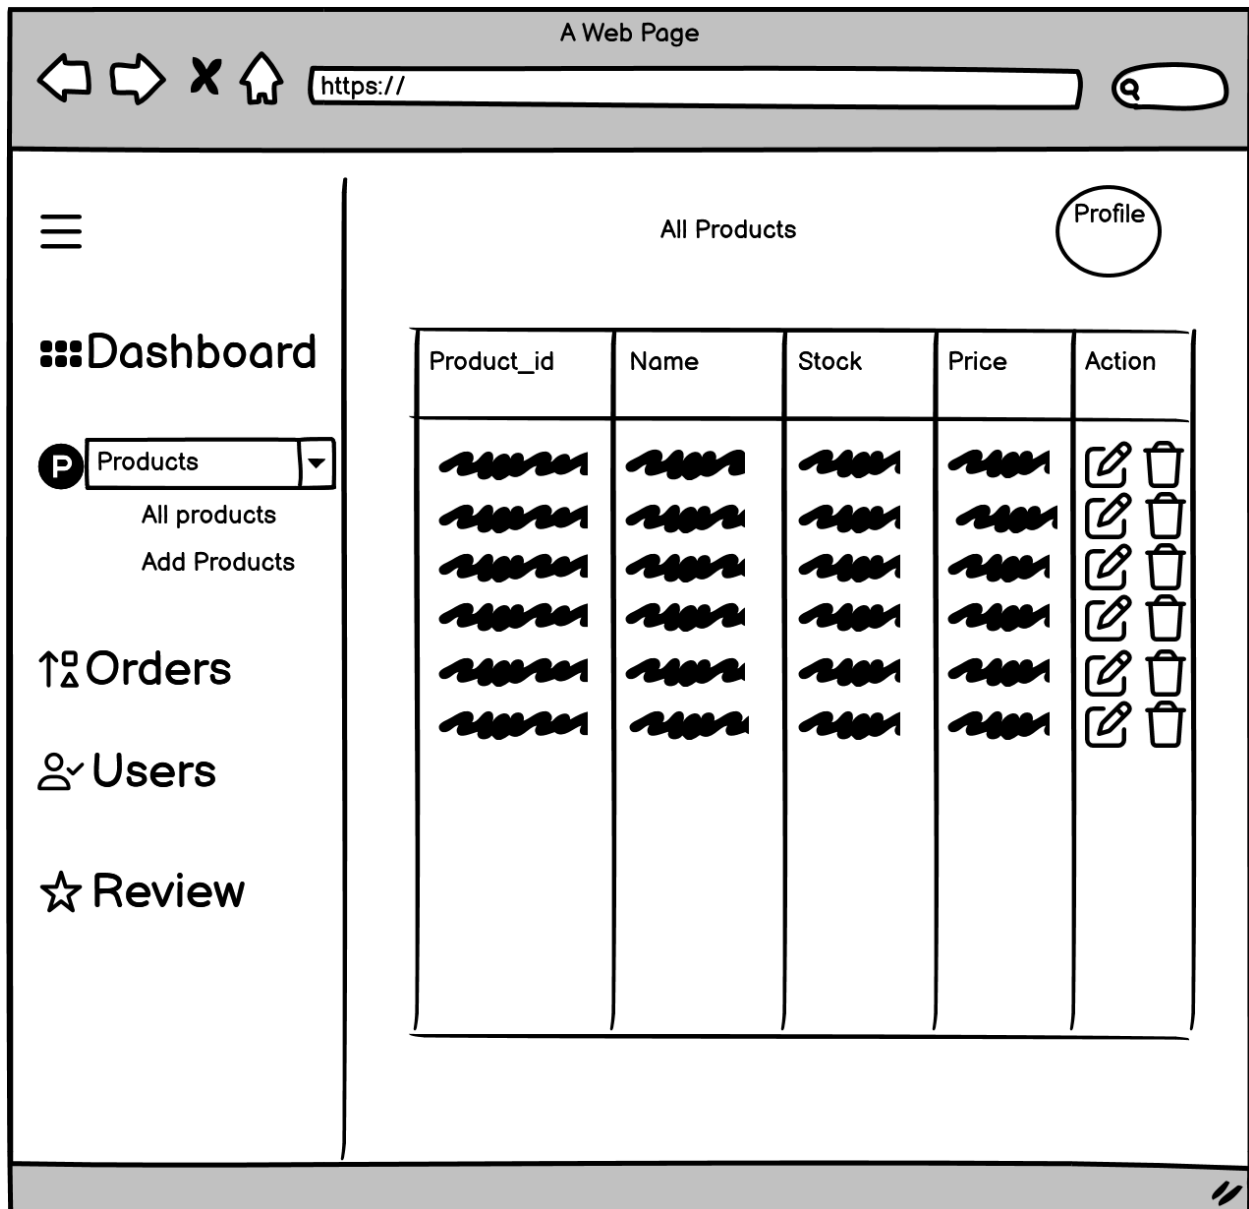 A Web Page
https://
All Products
Profile
Dashboard
P Products
All products
Add Products
Orders
Users
Review
Product_id Name Stock Price Action